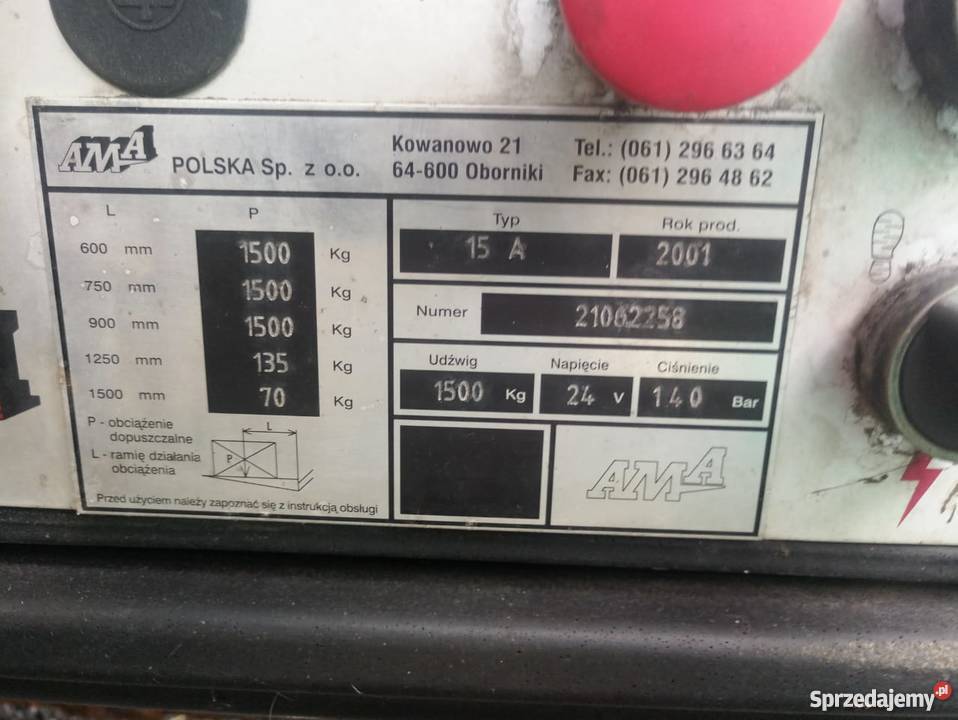 AMA POLSKA Sp. z o.o.
Kowanowo 21
64-600 Oborniki
Tel.: (061) 296 63 64
Fax: (061) 296 48 62
L P
600 mm 1500 Kg
750 mm 1500 Kg
900 mm 1500 Kg
1250 mm 135 Kg
1500 mm 70 Kg
P - obciążenie
dopuszczalne
L - ramię działania
obciążenia
L
P
Przed użyciem należy zapoznać się z instrukcją obsługi
Typ Rok prod.
15 A 2001
Numer 21062258
Udźwig Napięcie Ciśnienie
1500 Kg 24 V 140 Bar
AMA
Sprzedajemy.pl